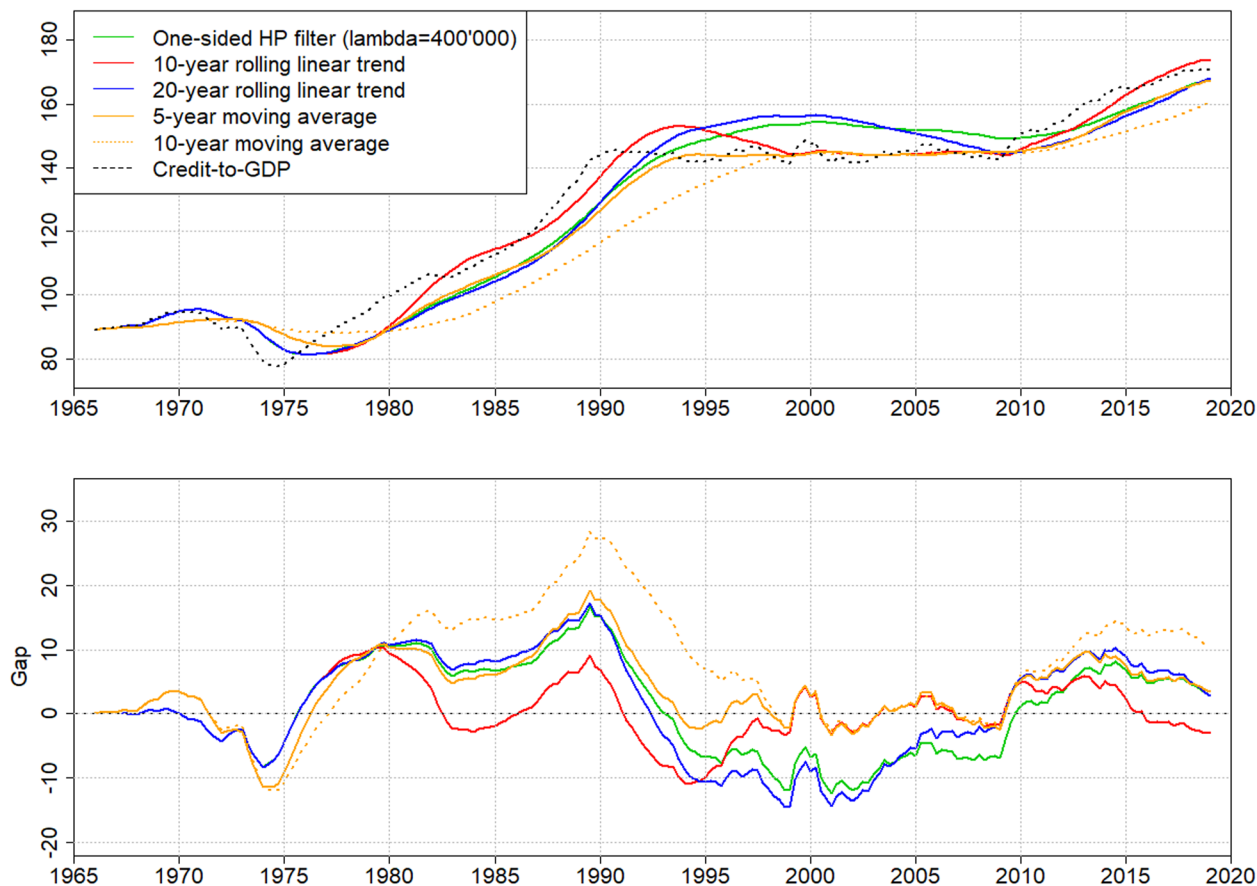 180
160
140
120
100
80
One-sided HP filter (lambda=400'000)
10-year rolling linear trend
20-year rolling linear trend
5-year moving average
10-year moving average
Credit-to-GDP
1965 1970 1975 1980 1985 1990 1995 2000 2005 2010 2015 2020
Gap
30
20
10
0
-10
-20
1965 1970 1975 1980 1985 1990 1995 2000 2005 2010 2015 2020